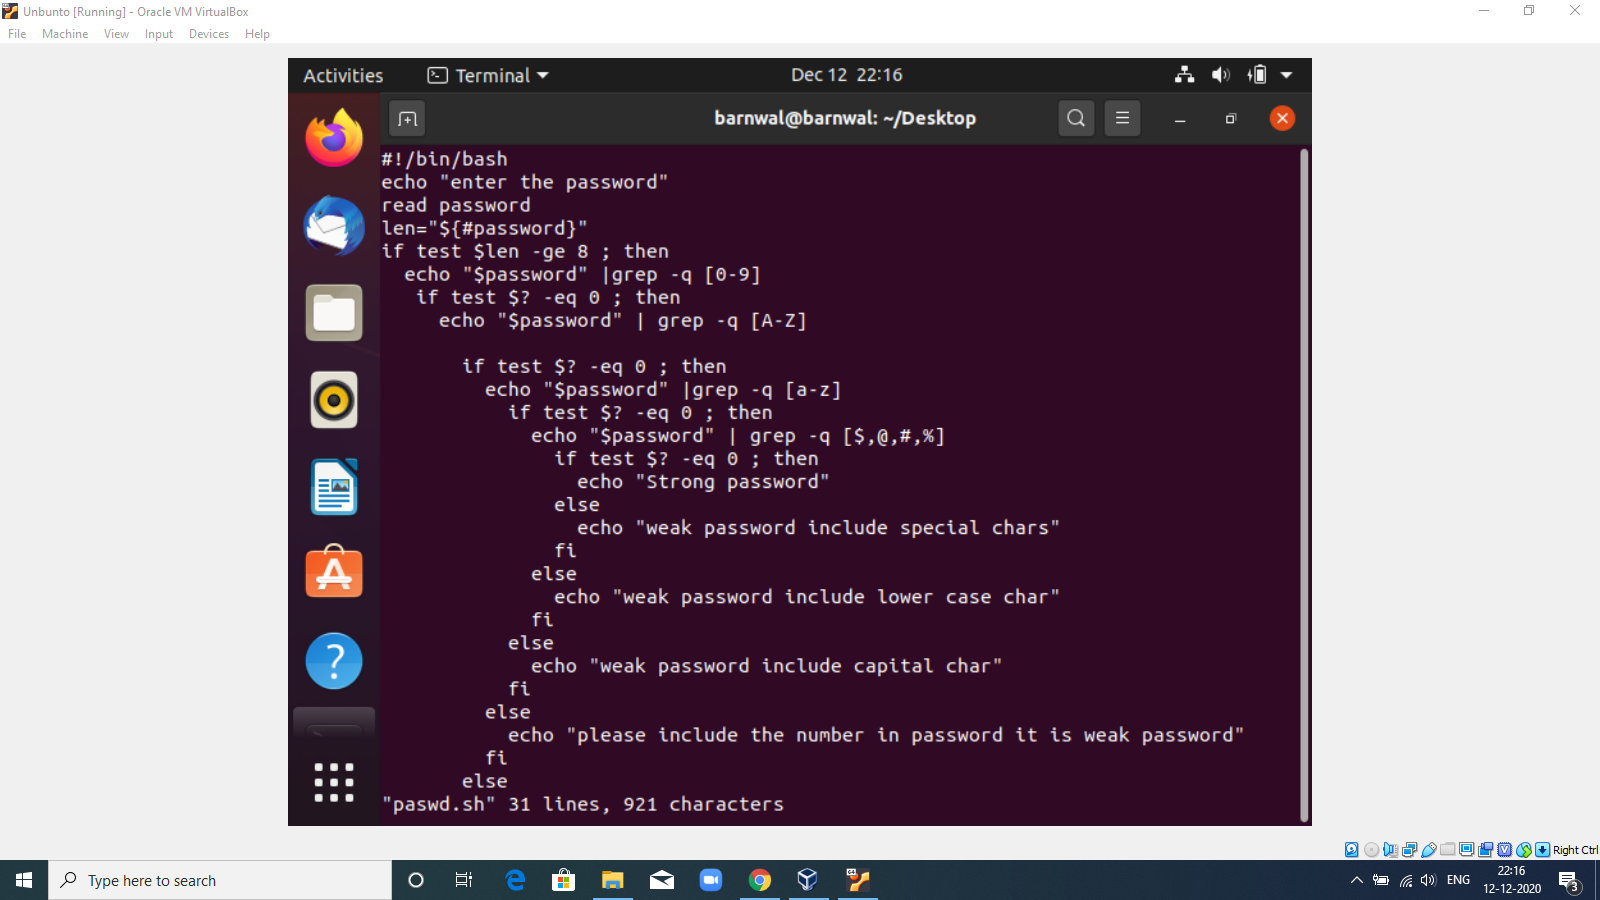 Unbunto [Running] - Oracle VM VirtualBox
File Machine View Input Devices Help
Activities Terminal Dec 12 22:16
barnwal@barnwal: ~/Desktop
#!/bin/bash
echo "enter the password"
read password
len="${#password}"
if test $len -ge 8 ; then
  echo "$password" |grep -q [0-9]
   if test $? -eq 0 ; then
     echo "$password" | grep -q [A-Z]

       if test $? -eq 0 ; then
         echo "$password" |grep -q [a-z]
           if test $? -eq 0 ; then
             echo "$password" | grep -q [$,@,#,%]
               if test $? -eq 0 ; then
                 echo "Strong password"
               else
                 echo "weak password include special chars"
               fi
             else
               echo "weak password include lower case char"
             fi
           else
             echo "weak password include capital char"
           fi
         else
           echo "please include the number in password it is weak password"
         fi
       else
"paswd.sh" 31 lines, 921 characters
Right Ctrl
Type here to search
ENG
22:16
12-12-2020
3